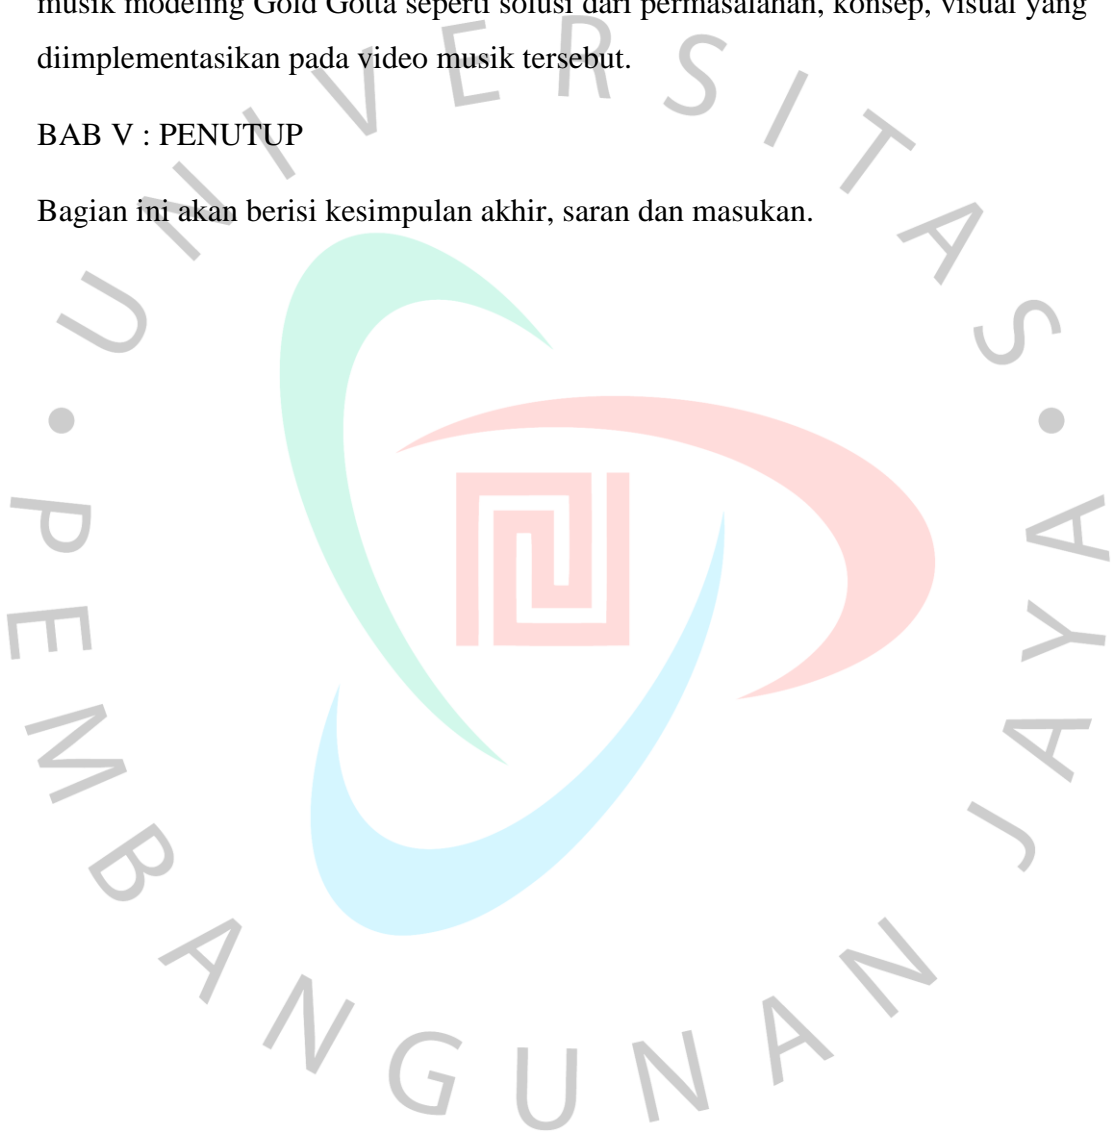 musik modeling Gold Gotta seperti solusi dari permasalahan, konsep, visual yang
diimplementasikan pada video musik tersebut.
BAB V : PENUTUP
Bagian ini akan berisi kesimpulan akhir, saran dan masukan.
UNIVERSITAS
PEMBANGUNAN JAYA